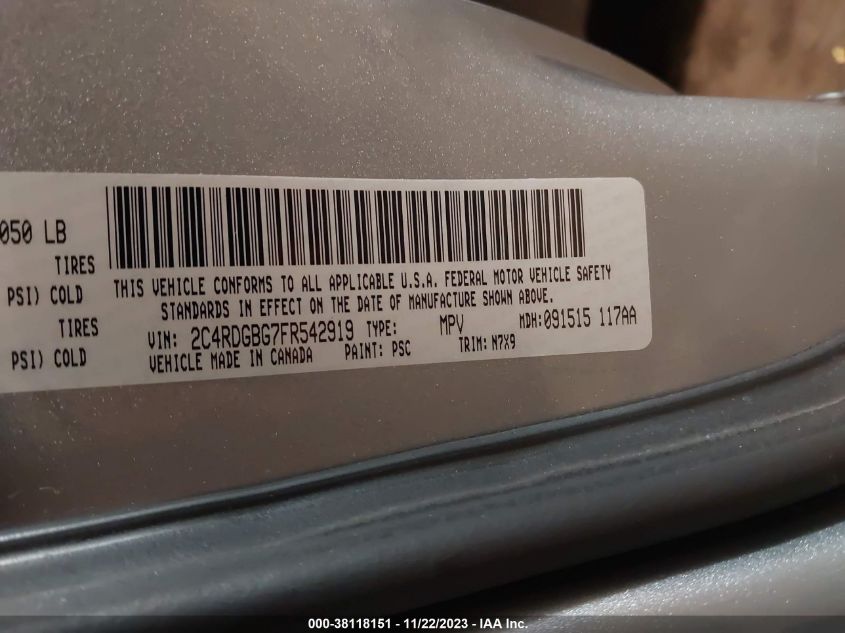 050 LB
TIRES
PSI) COLD
TIRES
PSI) COLD
THIS VEHICLE CONFORMS TO ALL APPLICABLE U.S.A. FEDERAL MOTOR VEHICLE SAFETY
STANDARDS IN EFFECT ON THE DATE OF MANUFACTURE SHOWN ABOVE.
VIN: 2C4RDGBG7FR542919 TYPE: MPV MDH:091515 117AA
VEHICLE MADE IN CANADA PAINT: PSC TRIM: N7X9
000-38118151 - 11/22/2023 - IAA Inc.